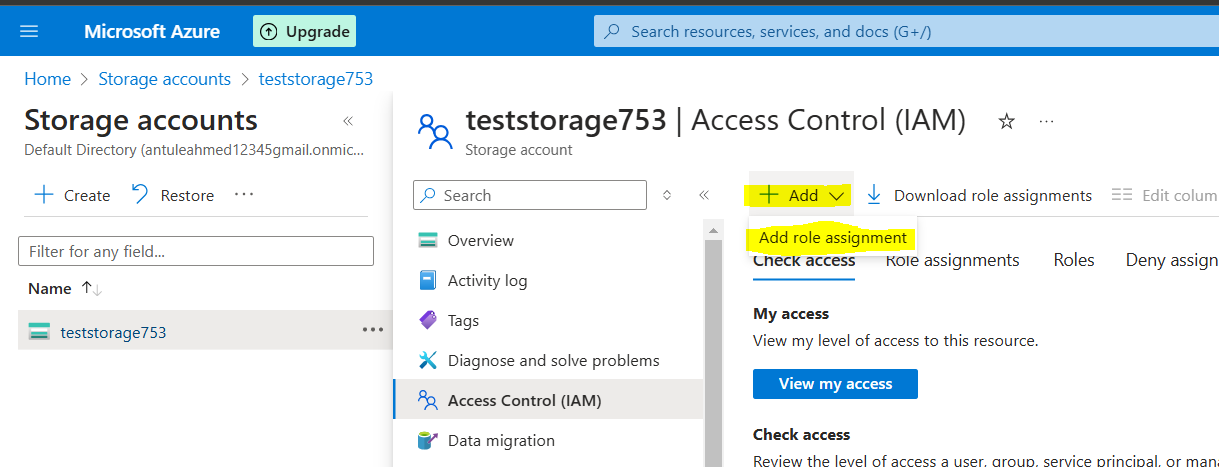 Microsoft Azure
Upgrade
Search resources, services, and docs (G+/)
Home > Storage accounts > teststorage753
Storage accounts
Default Directory (antuleahmed12345gmail.onmic...
Create
Restore
...
Filter for any field...
Name
teststorage753
...
teststorage753 | Access Control (IAM)
...
Storage account
Search
Overview
Activity log
Tags
Diagnose and solve problems
Access Control (IAM)
Data migration
Add
Download role assignments
Edit colum
Add role assignment
Check access
Role assignments
Roles
Deny assign
My access
View my level of access to this resource.
View my access
Check access
Review the level of access a user, group, service principal, or mana